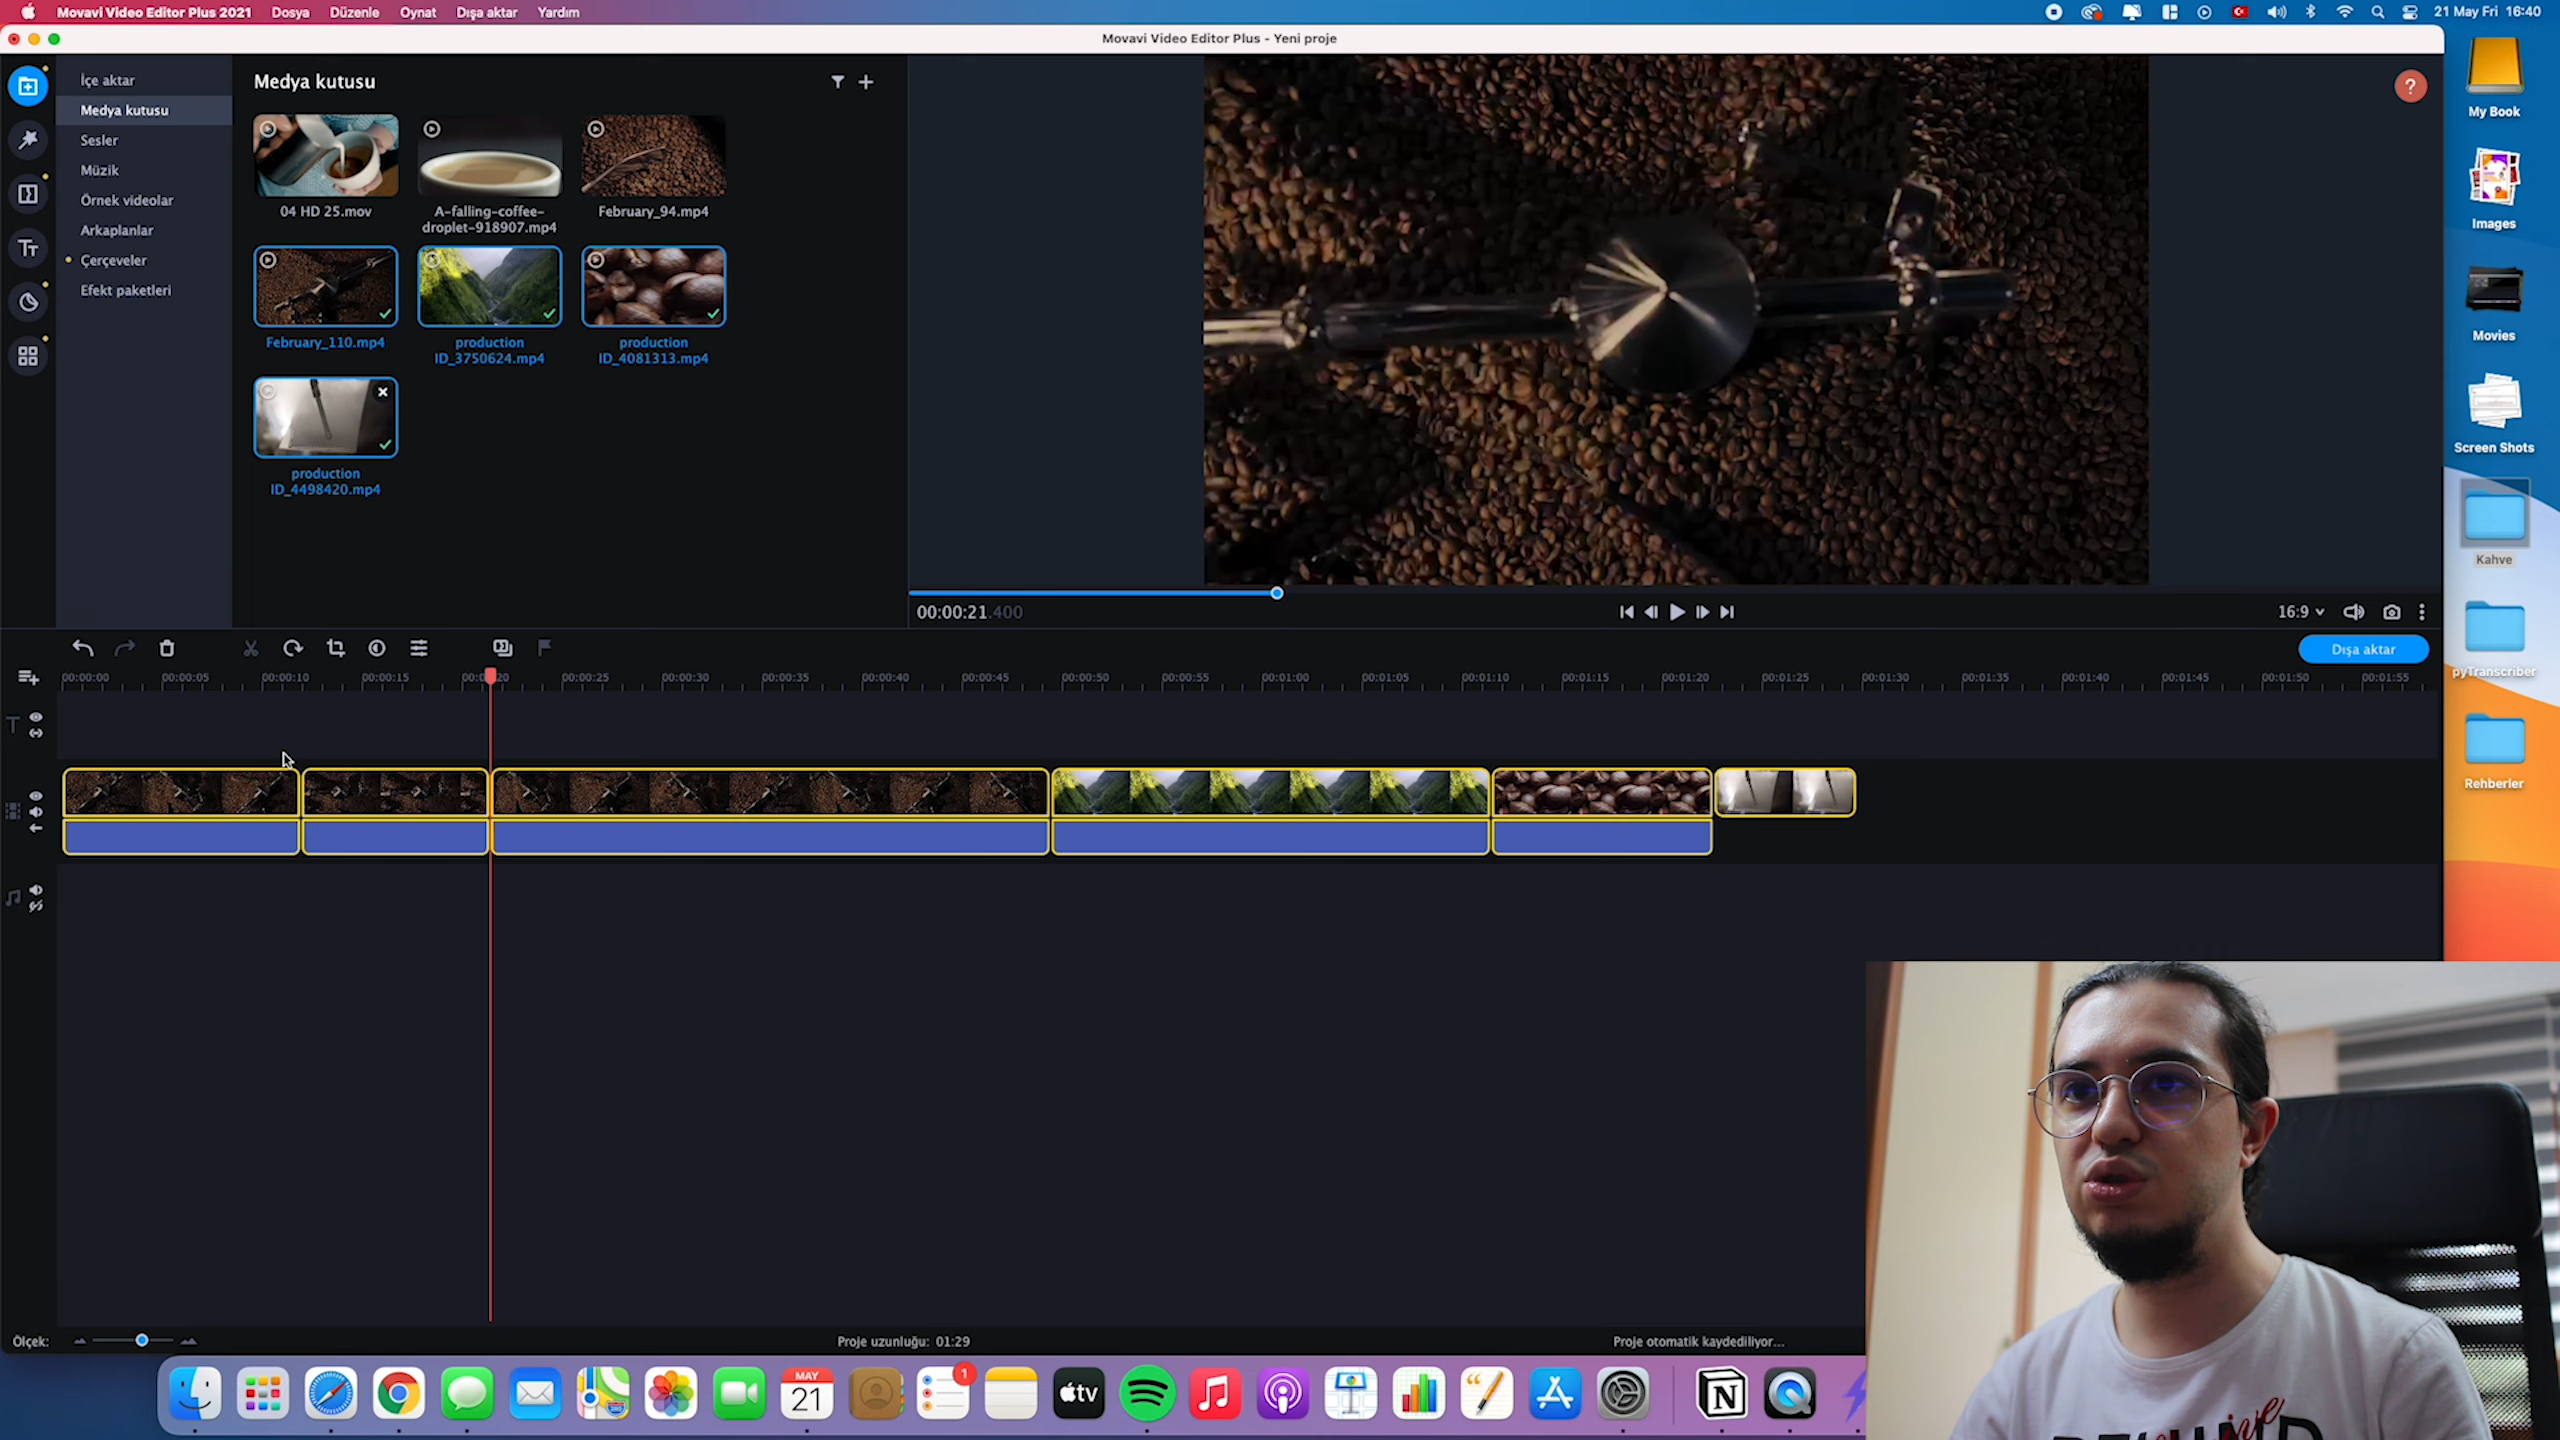 Movavi Video Editor Plus 2021 Dosya Düzenle Oynat Dışa aktar Yardım
21 May Fri 16:40
Movavi Video Editor Plus - Yeni proje
İçe aktar
Medya kutusu
Sesler
Müzik
Örnek videolar
Arkaplanlar
Çerçeveler
Efekt paketleri
Medya kutusu
04 HD 25.mov
A-falling-coffee-
droplet-918907.mp4
February_94.mp4
February_110.mp4
production
ID_3750624.mp4
production
ID_4081313.mp4
production
ID_4498420.mp4
?
My Book
Images
Movies
Screen Shots
Kahve
pyTranscriber
Rehberler
00:00:21.400
16:9
Dışa aktar
00:00:00 00:00:05 00:00:10 00:00:15 00:00:20 00:00:25 00:00:30 00:00:35 00:00:40 00:00:45 00:00:50 00:00:55 00:01:00 00:01:05 00:01:10 00:01:15 00:01:20 00:01:25 00:01:30 00:01:35 00:01:40 00:01:45 00:01:50 00:01:55
Ölçek:
Proje uzunluğu: 01:29
Proje otomatik kaydediliyor...
MAY
21
1
tv